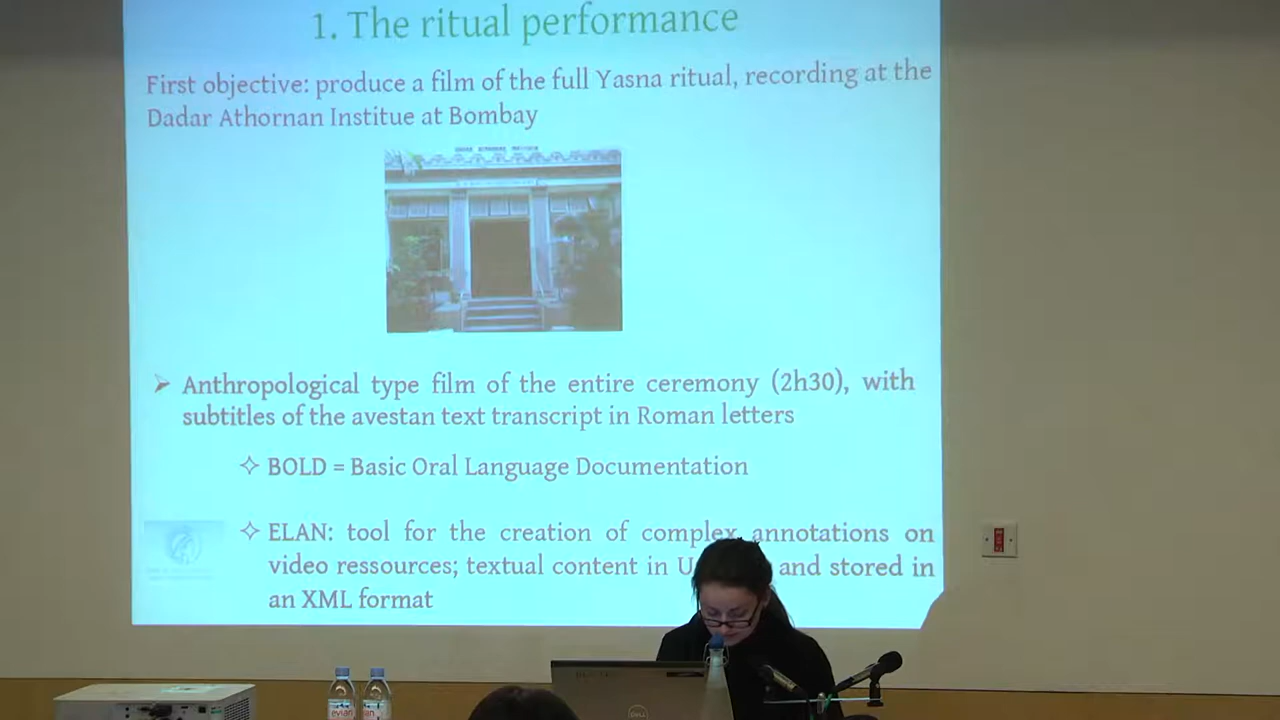 1. The ritual performance
First objective: produce a film of the full Yasna ritual, recording at the
Dadar Athornan Institue at Bombay
➤ Anthropological type film of the entire ceremony (2h30), with
subtitles of the avestan text transcript in Roman letters
✧ BOLD = Basic Oral Language Documentation
✧ ELAN: tool for the creation of complex annotations on
video ressources; textual content in U and stored in
an XML format
evian
DELL